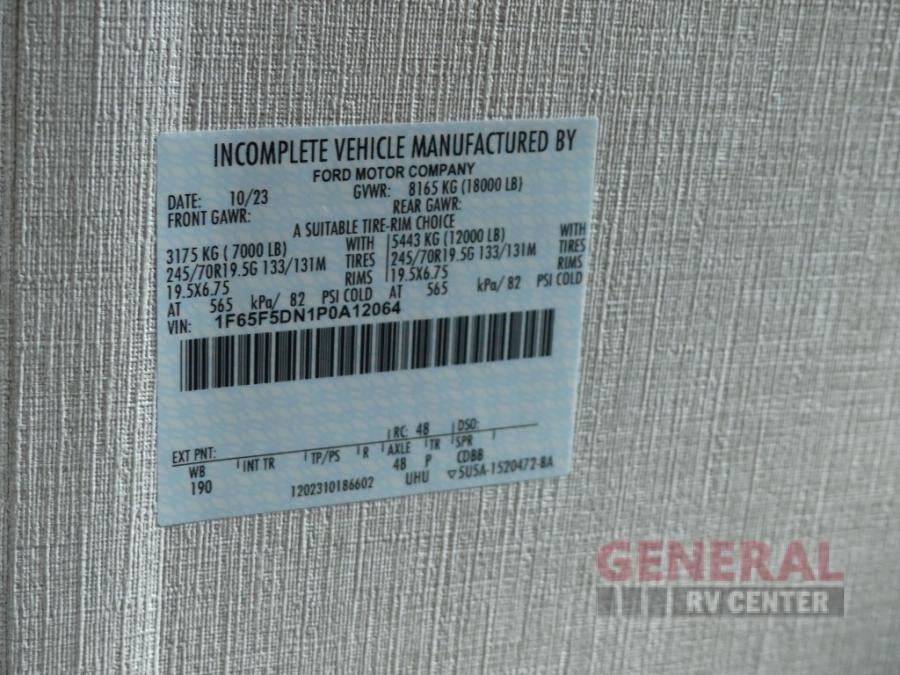 INCOMPLETE VEHICLE MANUFACTURED BY
FORD MOTOR COMPANY
DATE: 10/23 GVWR: 8165 KG (18000 LB)
FRONT GAWR: REAR GAWR:
A SUITABLE TIRE-RIM CHOICE
3175 KG ( 7000 LB) WITH 5443 KG (12000 LB) WITH
245/70R19.5G 133/131M TIRES 245/70R19.5G 133/131M TIRES
19.5X6.75 RIMS 19.5X6.75 RIMS
AT 565 kPa/ 82 PSI COLD AT 565 kPa/ 82 PSI COLD
VIN: 1F65F5DN1P0A12064
EXT PNT: RC: 48 DSO:
WB INT TR TP/PS R AXLE TR SPR
190 48 P CDBB
1202310186602 UHU ▽SU5A-1520472-BA
GENERAL
RV CENTER